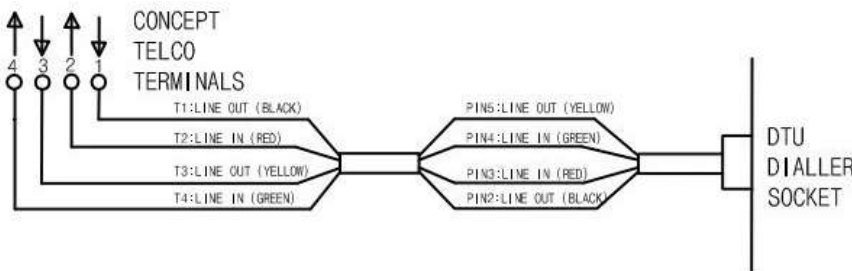 CONCEPT
TELCO
TERMINALS
4 3 2 1
T1:LINE OUT (BLACK)
T2:LINE IN (RED)
T3:LINE OUT (YELLOW)
T4:LINE IN (GREEN)
PIN5:LINE OUT (YELLOW)
PIN4:LINE IN (GREEN)
PIN3:LINE IN (RED)
PIN2:LINE OUT (BLACK)
DTU
DIALLER
SOCKET